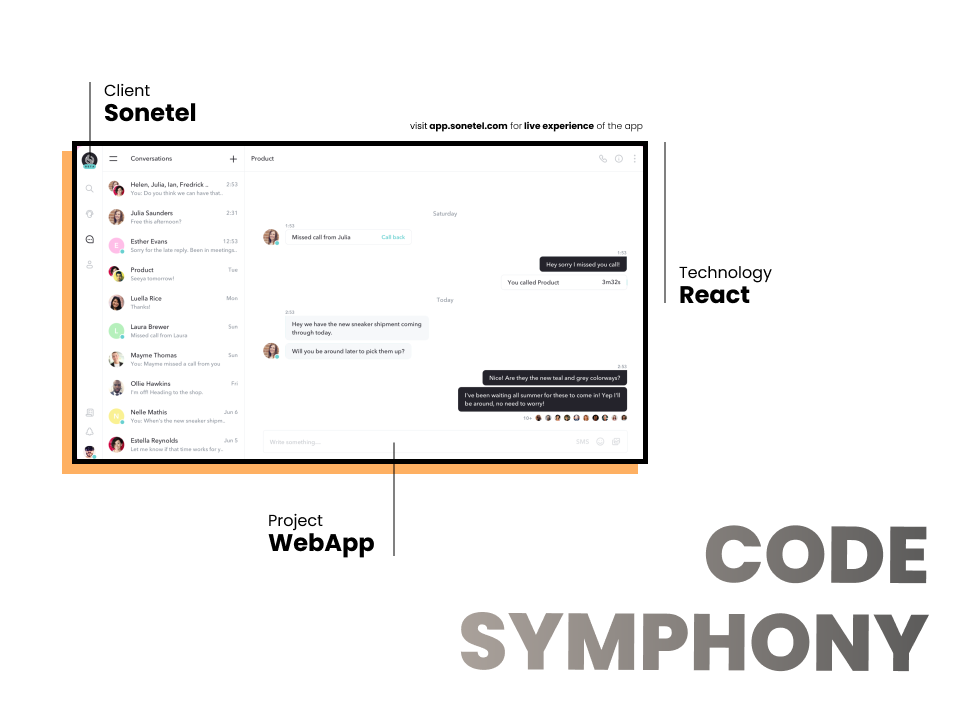 Client
Sonetel
visit app.sonetel.com for live experience of the app
Conversations
Product
Helen, Julia, Ian, Fredrick ..
2:53
You: Do you think we can have that..
Julia Saunders
2:31
Free this afternoon?
E
Esther Evans
12:53
Sorry for the late reply. Been in meetings..
Product
Tue
Seeya tomorrow!
Luella Rice
Mon
Thanks!
L
Laura Brewer
Sun
Missed call from Laura
Mayme Thomas
Sun
You: Mayme missed a call from you
Ollie Hawkins
Fri
I'm off! Heading to the shop.
N
Nelle Mathis
Jun 6
You: When's the new sneaker shipm..
Estella Reynolds
Jun 5
Let me know if that time works for y..
Saturday
1:53
Missed call from Julia
Call back
1:53
Hey sorry I missed you call!
You called Product
3m32s
Today
2:53
Hey we have the new sneaker shipment coming
through today.
Will you be around later to pick them up?
2:53
Nice! Are they the new teal and grey colorways?
I've been waiting all summer for these to come in! Yep I'll
be around, no need to worry!
10+
Write something...
SMS
Technology
React
Project
WebApp
CODE
SYMPHONY